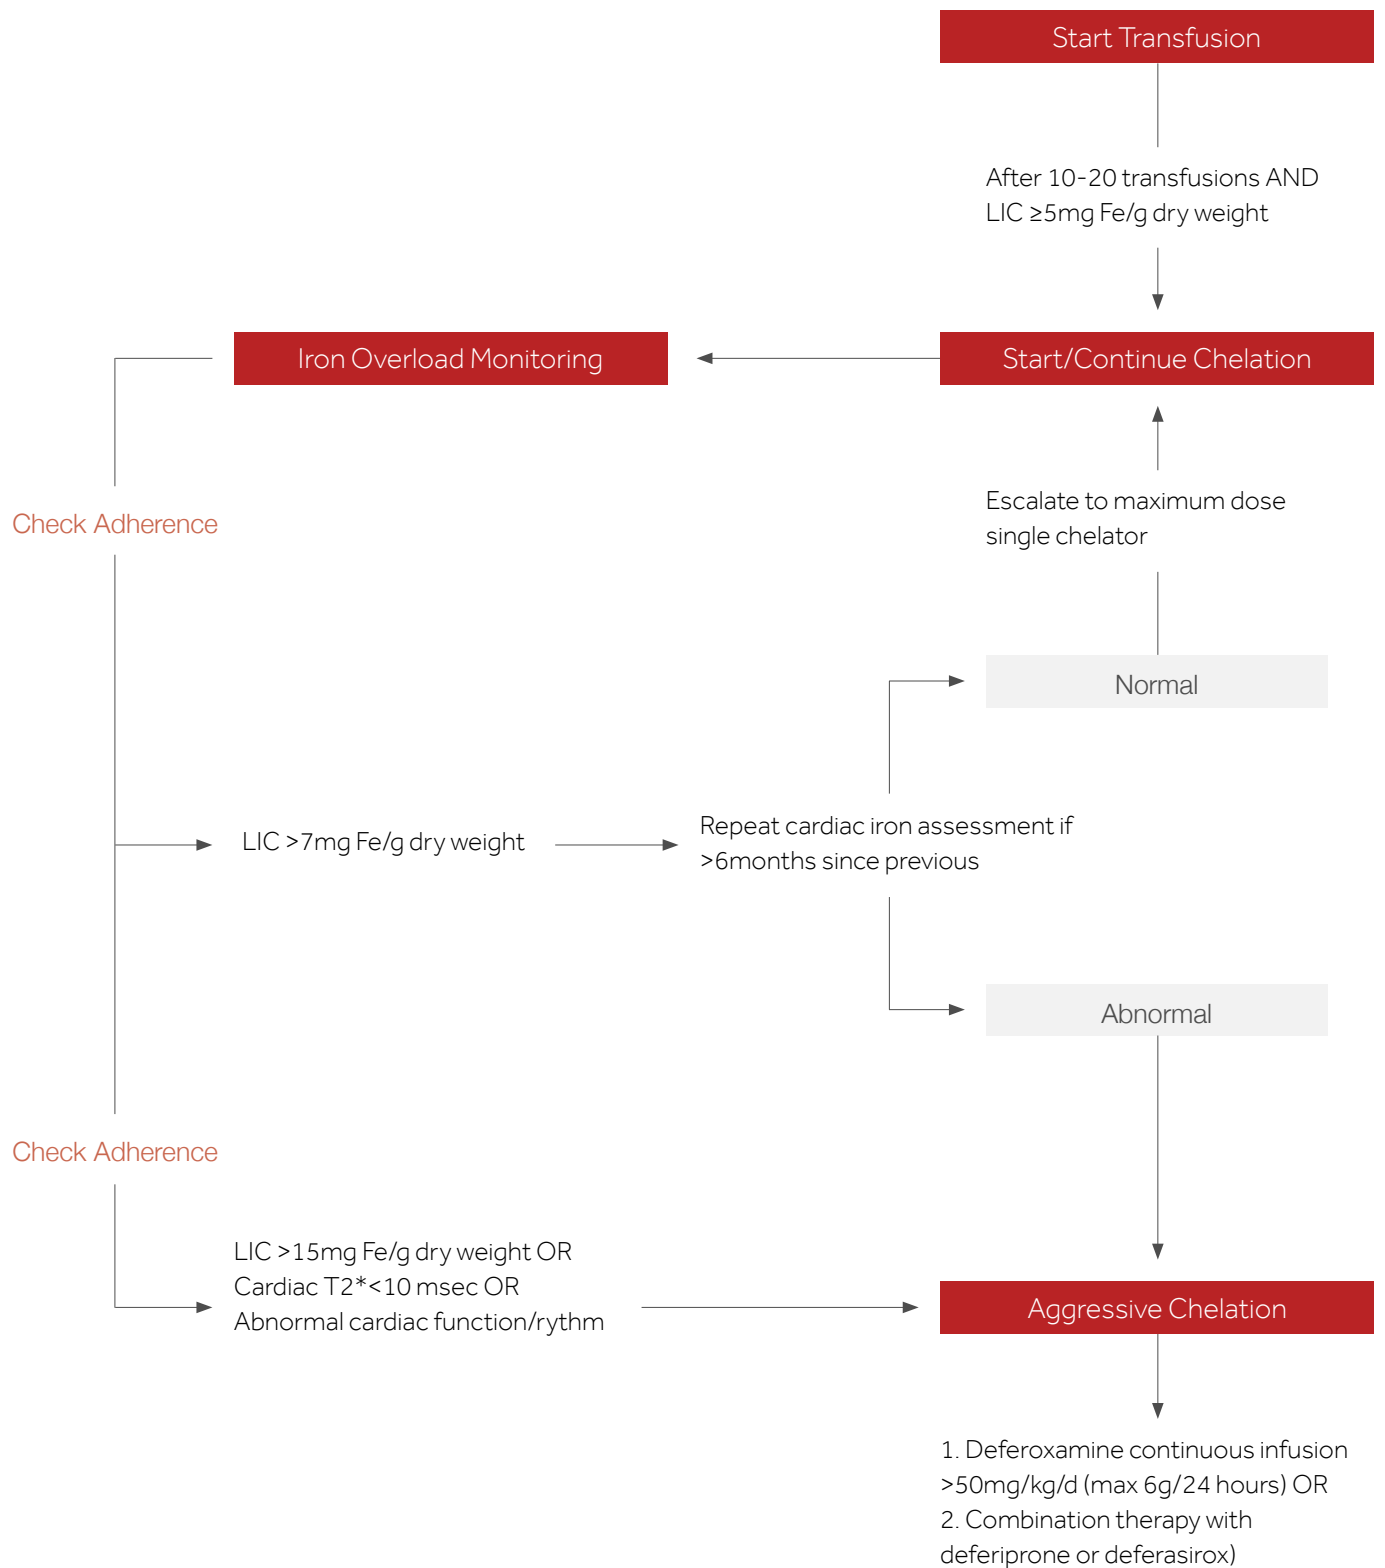 Start Transfusion
After 10-20 transfusions AND
LIC ≥5mg Fe/g dry weight
Iron Overload Monitoring
Start/Continue Chelation
Check Adherence
Escalate to maximum dose
single chelator
Normal
LIC >7mg Fe/g dry weight
Repeat cardiac iron assessment if
>6months since previous
Abnormal
Check Adherence
LIC >15mg Fe/g dry weight OR
Cardiac T2*<10 msec OR
Abnormal cardiac function/rythm
Aggressive Chelation
1. Deferoxamine continuous infusion
>50mg/kg/d (max 6g/24 hours) OR
2. Combination therapy with
deferiprone or deferasirox)